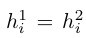 h_i^1 = h_i^2